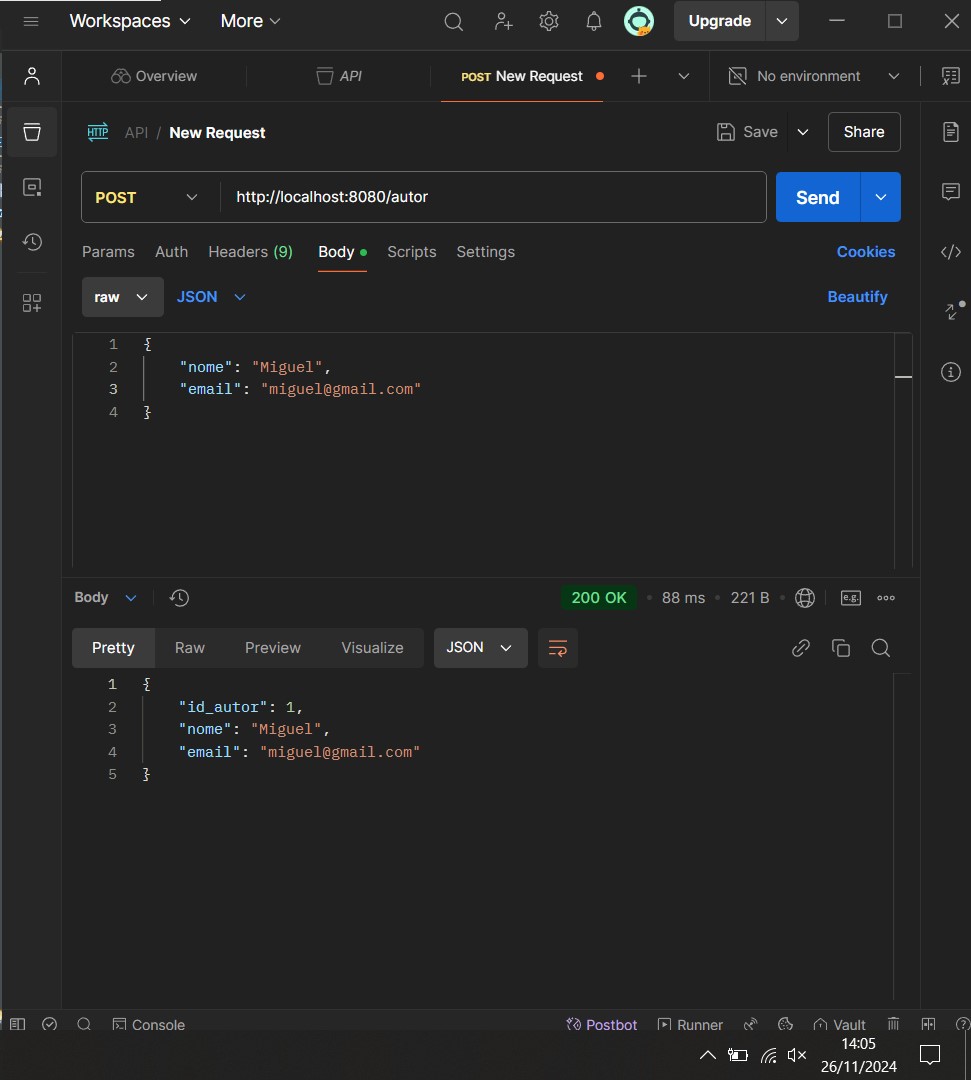 Workspaces More Upgrade
Overview API POST New Request No environment
HTTP API / New Request Save Share
POST http://localhost:8080/autor Send
Params Auth Headers (9) Body Scripts Settings Cookies
raw JSON Beautify
1 {
2 "nome": "Miguel",
3 "email": "miguel@gmail.com"
4 }
Body 200 OK • 88 ms • 221 B • e.g.
Pretty Raw Preview Visualize JSON
1 {
2 "id_autor": 1,
3 "nome": "Miguel",
4 "email": "miguel@gmail.com"
5 }
Console Postbot Runner Vault
14:05
26/11/2024